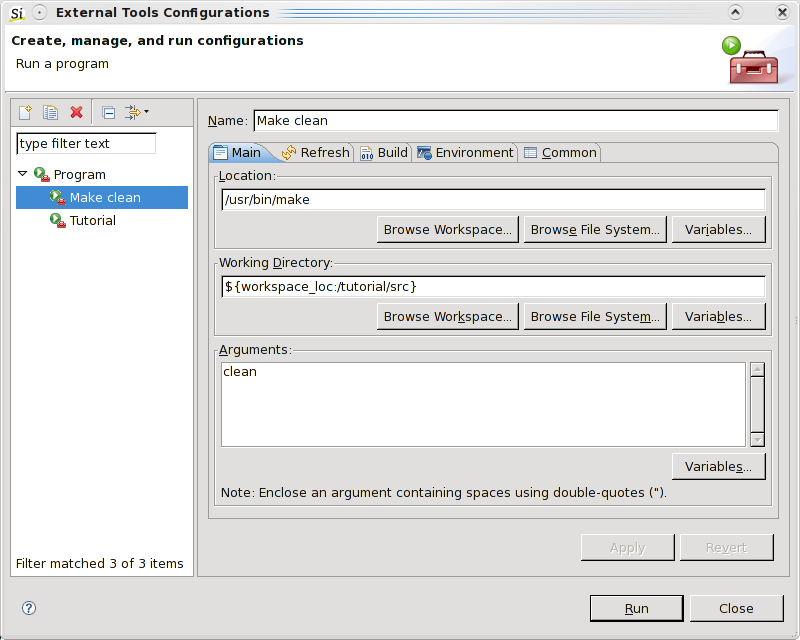 Si External Tools Configurations
Create, manage, and run configurations
Run a program
type filter text
Program
Make clean
Tutorial
Filter matched 3 of 3 items
Name: Make clean
Main Refresh Build Environment Common
Location:
/usr/bin/make
Browse Workspace... Browse File System... Variables...
Working Directory:
${workspace_loc:/tutorial/src}
Browse Workspace... Browse File System... Variables...
Arguments:
clean
Variables...
Note: Enclose an argument containing spaces using double-quotes (").
Apply Revert
? Run Close